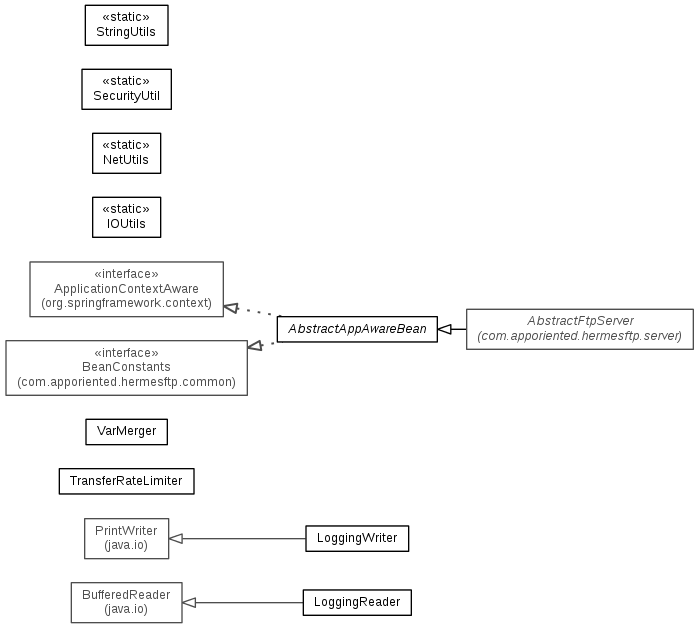 «static»
StringUtils
«static»
SecurityUtil
«static»
NetUtils
«static»
IOUtils
«interface»
ApplicationContextAware
(org.springframework.context)
AbstractAppAwareBean
AbstractFtpServer
(com.apporiented.hermesftp.server)
«interface»
BeanConstants
(com.apporiented.hermesftp.common)
VarMerger
TransferRateLimiter
PrintWriter
(java.io)
LoggingWriter
BufferedReader
(java.io)
LoggingReader